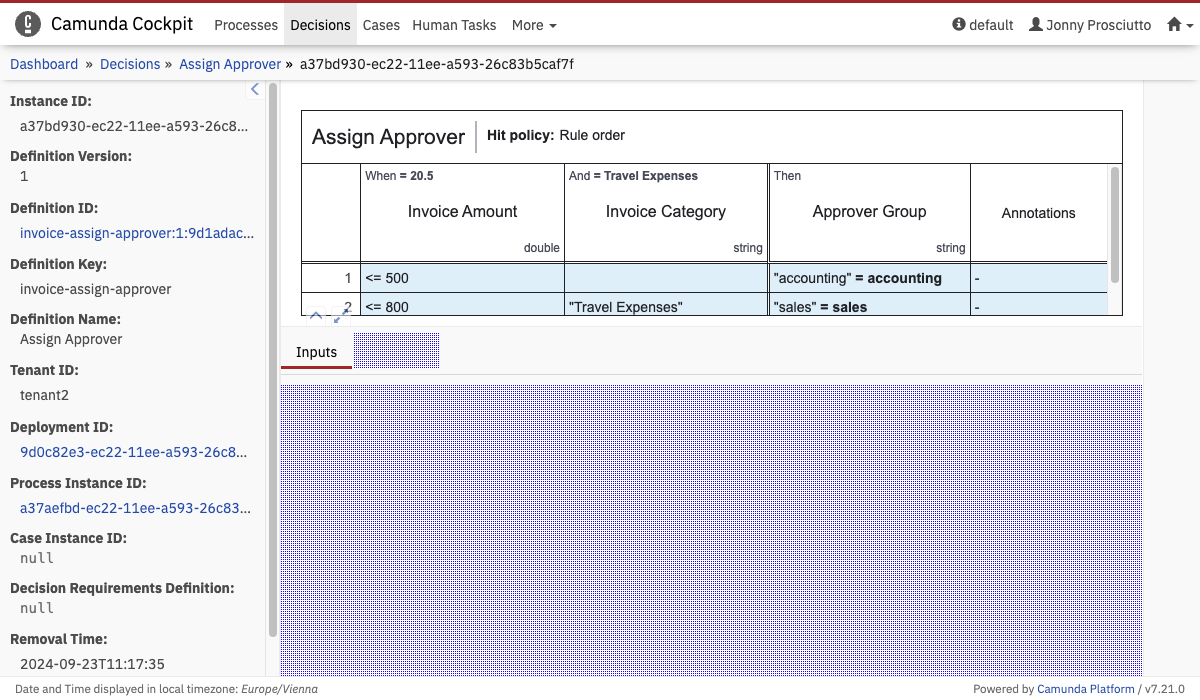 Camunda Cockpit Processes Decisions Cases Human Tasks More default Jonny Prosciutto
Dashboard » Decisions » Assign Approver » a37bd930-ec22-11ee-a593-26c83b5caf7f
Instance ID:
a37bd930-ec22-11ee-a593-26c8...
Definition Version:
1
Definition ID:
invoice-assign-approver:1:9d1adac...
Definition Key:
invoice-assign-approver
Definition Name:
Assign Approver
Tenant ID:
tenant2
Deployment ID:
9d0c82e3-ec22-11ee-a593-26c8...
Process Instance ID:
a37aefbd-ec22-11ee-a593-26c83...
Case Instance ID:
null
Decision Requirements Definition:
null
Removal Time:
2024-09-23T11:17:35
Assign Approver Hit policy: Rule order
When = 20.5 And = Travel Expenses Then
Invoice Amount Invoice Category Approver Group Annotations
double string string
1 <= 500 "accounting" = accounting -
2 <= 800 "Travel Expenses" "sales" = sales -
Inputs
Date and Time displayed in local timezone: Europe/Vienna Powered by Camunda Platform / v7.21.0